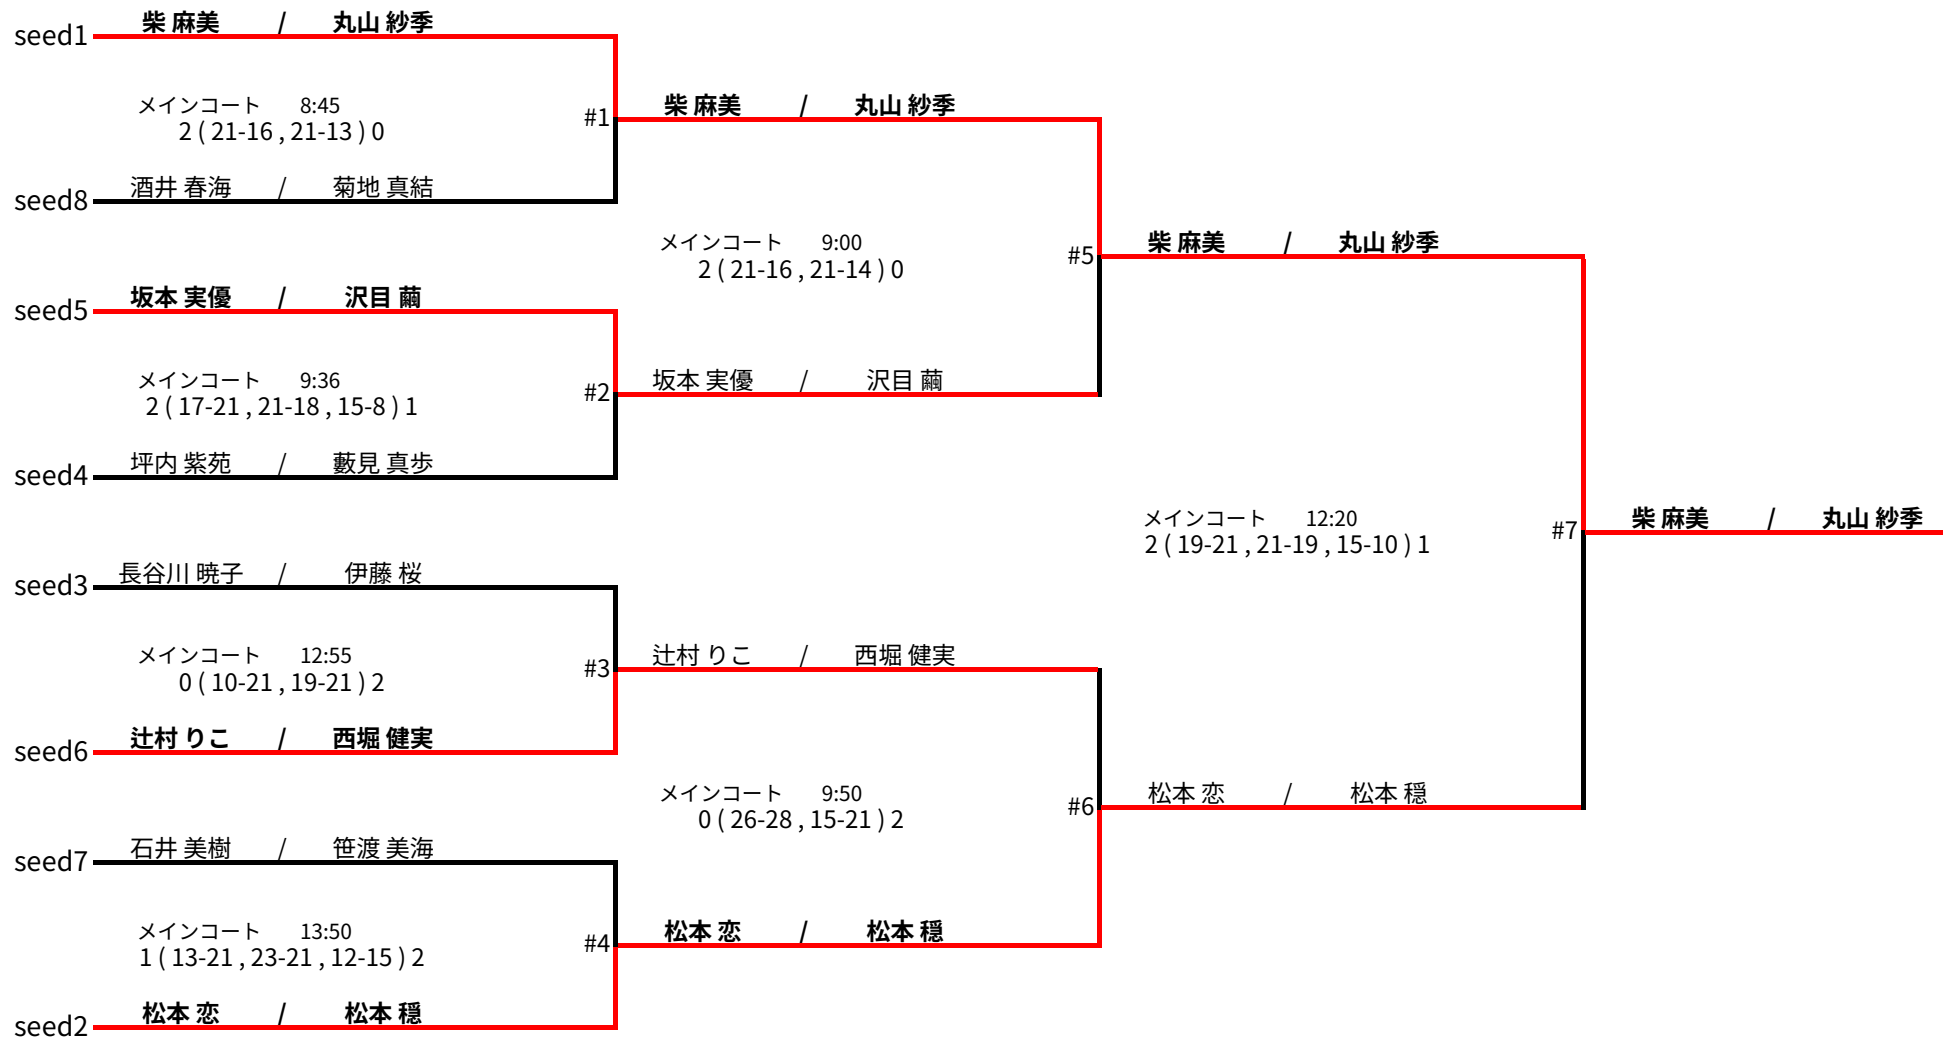 seed1 柴 麻美 / 丸山 紗季
メインコート 8:45
2 ( 21-16 , 21-13 ) 0
#1
seed8 酒井 春海 / 菊地 真結
柴 麻美 / 丸山 紗季
メインコート 9:00
2 ( 21-16 , 21-14 ) 0
#5
seed5 坂本 実優 / 沢目 繭
メインコート 9:36
2 ( 17-21 , 21-18 , 15-8 ) 1
#2
seed4 坪内 紫苑 / 藪見 真歩
坂本 実優 / 沢目 繭
柴 麻美 / 丸山 紗季
メインコート 12:20
2 ( 19-21 , 21-19 , 15-10 ) 1
#7
柴 麻美 / 丸山 紗季
seed3 長谷川 暁子 / 伊藤 桜
メインコート 12:55
0 ( 10-21 , 19-21 ) 2
#3
seed6 辻村 りこ / 西堀 健実
辻村 りこ / 西堀 健実
メインコート 9:50
0 ( 26-28 , 15-21 ) 2
#6
松本 恋 / 松本 穏
seed7 石井 美樹 / 笹渡 美海
メインコート 13:50
1 ( 13-21 , 23-21 , 12-15 ) 2
#4
seed2 松本 恋 / 松本 穏
松本 恋 / 松本 穏